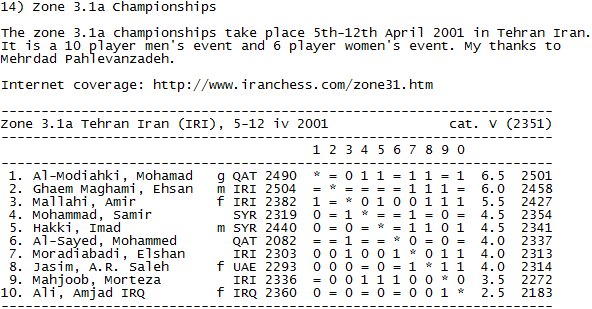 14) Zone 3.1a Championships
The zone 3.1a championships take place 5th-12th April 2001 in Tehran Iran.
It is a 10 player men's event and 6 player women's event. My thanks to
Mehrdad Pahlevanzadeh.
Internet coverage: http://www.iranchess.com/zone31.htm
---------------------------------------------------------------------
Zone 3.1a Tehran Iran (IRI), 5-12 iv 2001               cat. V (2351)
---------------------------------------------------------------------
                                       1 2 3 4 5 6 7 8 9 0
---------------------------------------------------------------------
 1. Al-Modiahki, Mohamad   g QAT 2490  * = 0 1 1 = 1 1 = 1  6.5  2501
 2. Ghaem Maghami, Ehsan   m IRI 2504  = * = = = = 1 1 1 =  6.0  2458
 3. Mallahi, Amir          f IRI 2382  1 = * 0 1 0 0 1 1 1  5.5  2427
 4. Mohammad, Samir          SYR 2319  0 = 1 * = = 1 = 0 =  4.5  2354
 5. Hakki, Imad            m SYR 2440  0 = 0 = * = 1 1 0 1  4.5  2341
 6. Al-Sayed, Mohammed       QAT 2082  = = 1 = = * 0 = 0 =  4.0  2337
 7. Moradiabadi, Elshan      IRI 2303  0 0 1 0 0 1 * 0 1 1  4.0  2313
 8. Jasim, A.R. Saleh      f UAE 2293  0 0 0 = 0 = 1 * 1 1  4.0  2314
 9. Mahjoob, Morteza         IRI 2336  = 0 0 1 1 1 0 0 * 0  3.5  2272
10. Ali, Amjad IRQ         f IRQ 2360  0 = 0 = 0 = 0 0 1 *  2.5  2183
---------------------------------------------------------------------